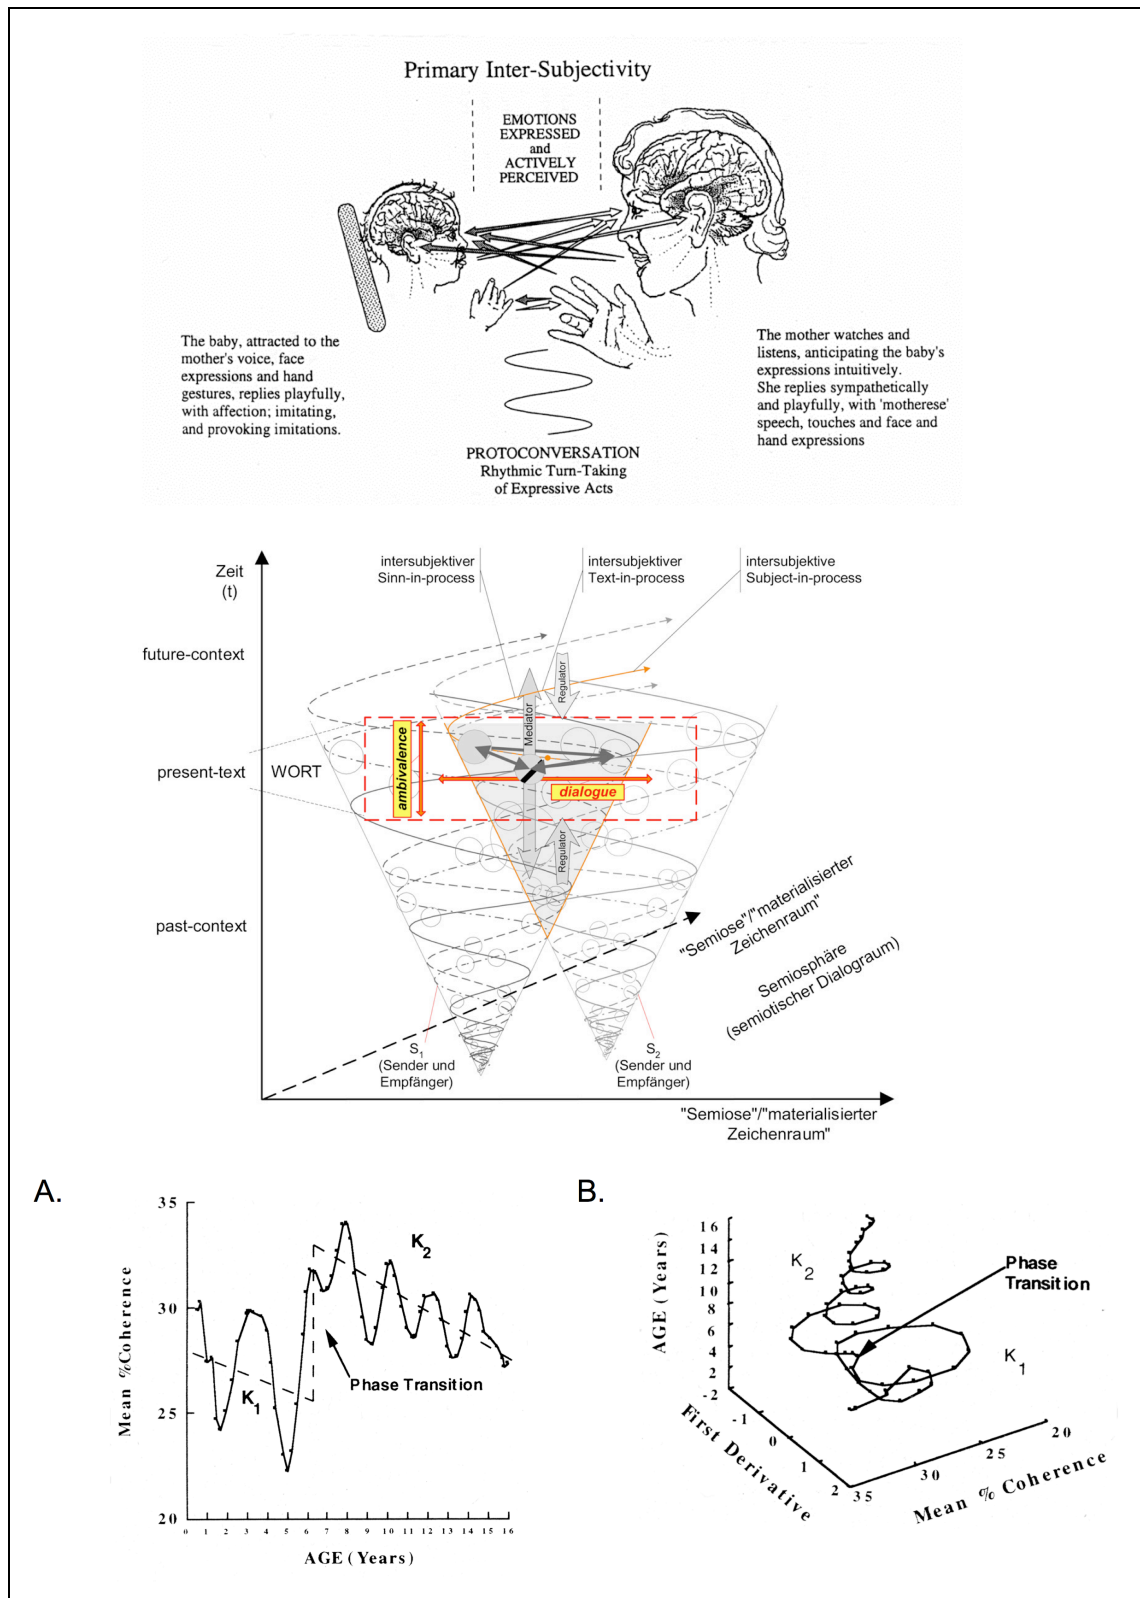 Primary Inter-Subjectivity
EMOTIONS
EXPRESSED
and
ACTIVELY
PERCEIVED
The baby, attracted to the
mother's voice, face
expressions and hand
gestures, replies playfully,
with affection; imitating,
and provoking imitations.
The mother watches and
listens, anticipating the baby's
expressions intuitively.
She replies sympathetically
and playfully, with 'motherese'
speech, touches and face and
hand expressions
PROTOCONVERSATION
Rhythmic Turn-Taking
of Expressive Acts
Zeit
(t)
intersubjektiver
Sinn-in-process
intersubjektiver
Text-in-process
intersubjektive
Subject-in-process
future-context
present-text
past-context
WORT
ambivalence
Mediator
Regulator
dialogue
Regulator
"Semiose"/"materialisierter
Zeichenraum"
Semiosphäre
(semiotischer Dialograum)
S1
(Sender und
Empfänger)
S2
(Sender und
Empfänger)
"Semiose"/"materialisierter
Zeichenraum"
A.
Mean %Coherence
35
30
25
20
K1
K2
Phase Transition
0 1 2 3 4 5 6 7 8 9 10 11 12 13 14 15 16
AGE (Years)
B.
AGE (Years)
16
14
12
10
8
6
4
2
-2
-1
0
1
2
First Derivative
35
30
25
20
Mean % Coherence
K2
K1
Phase
Transition